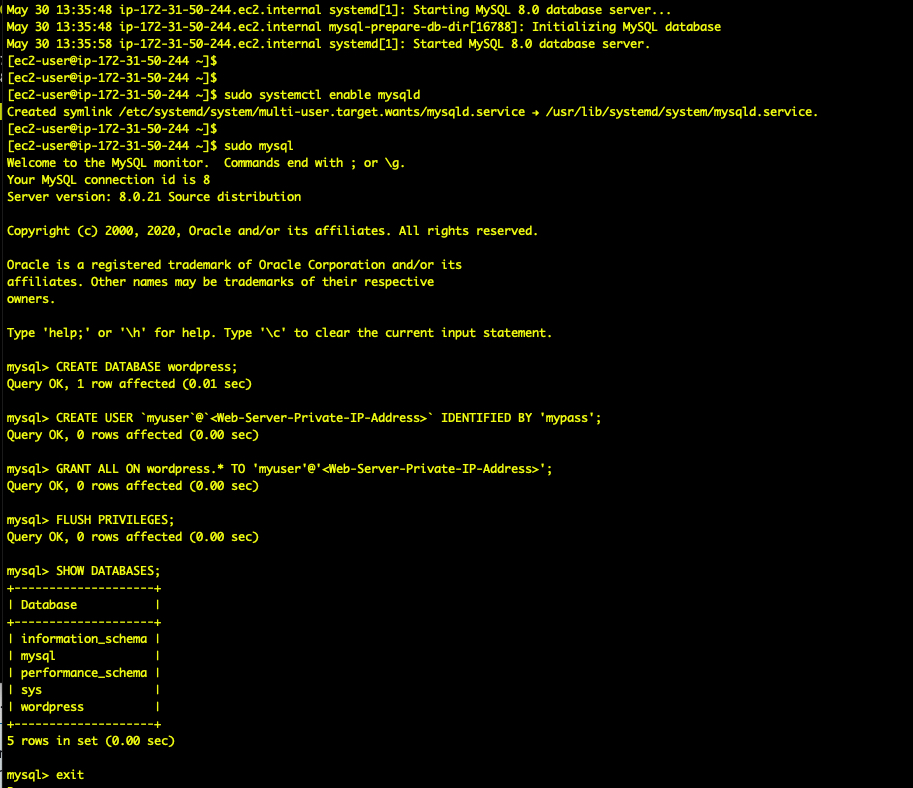 May 30 13:35:48 ip-172-31-50-244.ec2.internal systemd[1]: Starting MySQL 8.0 database server...
May 30 13:35:48 ip-172-31-50-244.ec2.internal mysql-prepare-db-dir[16788]: Initializing MySQL database
May 30 13:35:58 ip-172-31-50-244.ec2.internal systemd[1]: Started MySQL 8.0 database server.
[ec2-user@ip-172-31-50-244 ~]$
[ec2-user@ip-172-31-50-244 ~]$
[ec2-user@ip-172-31-50-244 ~]$ sudo systemctl enable mysqld
Created symlink /etc/systemd/system/multi-user.target.wants/mysqld.service → /usr/lib/systemd/system/mysqld.service.
[ec2-user@ip-172-31-50-244 ~]$
[ec2-user@ip-172-31-50-244 ~]$ sudo mysql
Welcome to the MySQL monitor.  Commands end with ; or \g.
Your MySQL connection id is 8
Server version: 8.0.21 Source distribution

Copyright (c) 2000, 2020, Oracle and/or its affiliates. All rights reserved.

Oracle is a registered trademark of Oracle Corporation and/or its
affiliates. Other names may be trademarks of their respective
owners.

Type 'help;' or '\h' for help. Type '\c' to clear the current input statement.

mysql> CREATE DATABASE wordpress;
Query OK, 1 row affected (0.01 sec)

mysql> CREATE USER `myuser`@`<Web-Server-Private-IP-Address>` IDENTIFIED BY 'mypass';
Query OK, 0 rows affected (0.00 sec)

mysql> GRANT ALL ON wordpress.* TO 'myuser'@'<Web-Server-Private-IP-Address>';
Query OK, 0 rows affected (0.00 sec)

mysql> FLUSH PRIVILEGES;
Query OK, 0 rows affected (0.00 sec)

mysql> SHOW DATABASES;
+--------------------+
| Database           |
+--------------------+
| information_schema |
| mysql              |
| performance_schema |
| sys                |
| wordpress          |
+--------------------+
5 rows in set (0.00 sec)

mysql> exit